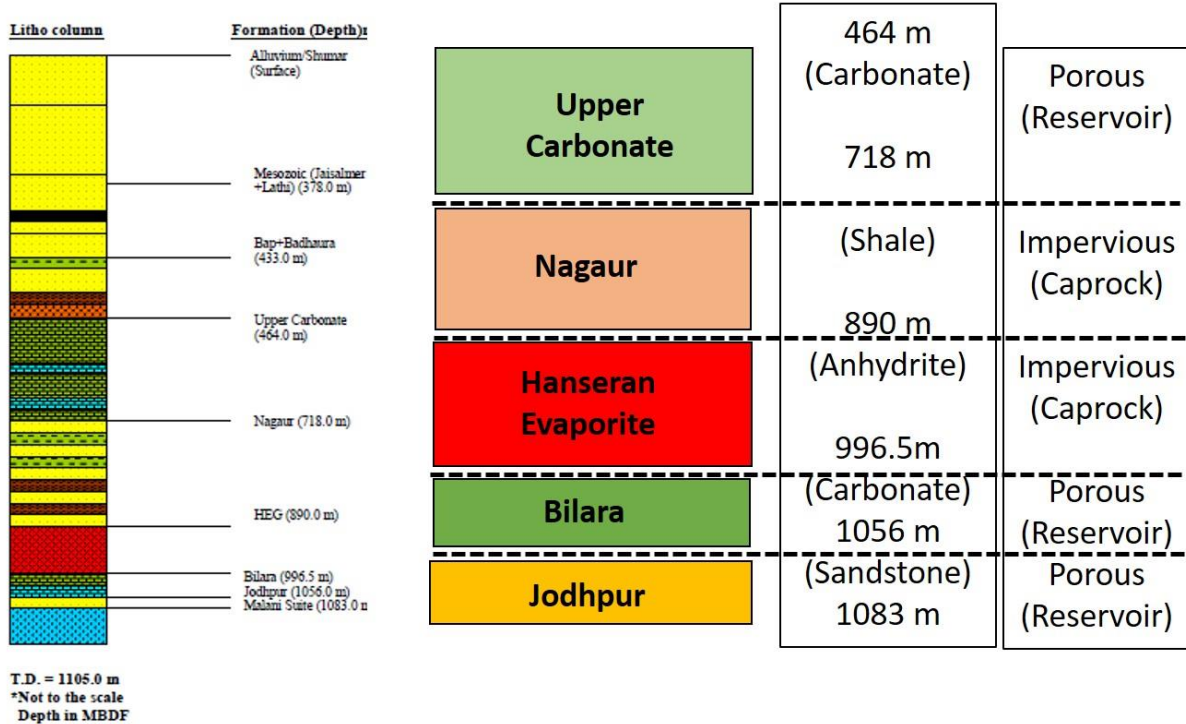 Litho column
Formation (Depth)
Alluvium/Shumar
(Surface)
Mesozoic (Jaisalmer
+Lathi) (378.0 m)
Bap+Badhaura
(433.0 m)
Upper Carbonate
(464.0 m)
Nagaur (718.0 m)
HEG (890.0 m)
Bilara (996.5 m)
Jodhpur (1056.0 m)
Malani Suite (1083.0 m
T.D. = 1105.0 m
*Not to the scale
Depth in MBDF
Upper
Carbonate
Nagaur
Hanseran
Evaporite
Bilara
Jodhpur
464 m
(Carbonate)
718 m
(Shale)
890 m
(Anhydrite)
996.5m
(Carbonate)
1056 m
(Sandstone)
1083 m
Porous
(Reservoir)
Impervious
(Caprock)
Impervious
(Caprock)
Porous
(Reservoir)
Porous
(Reservoir)